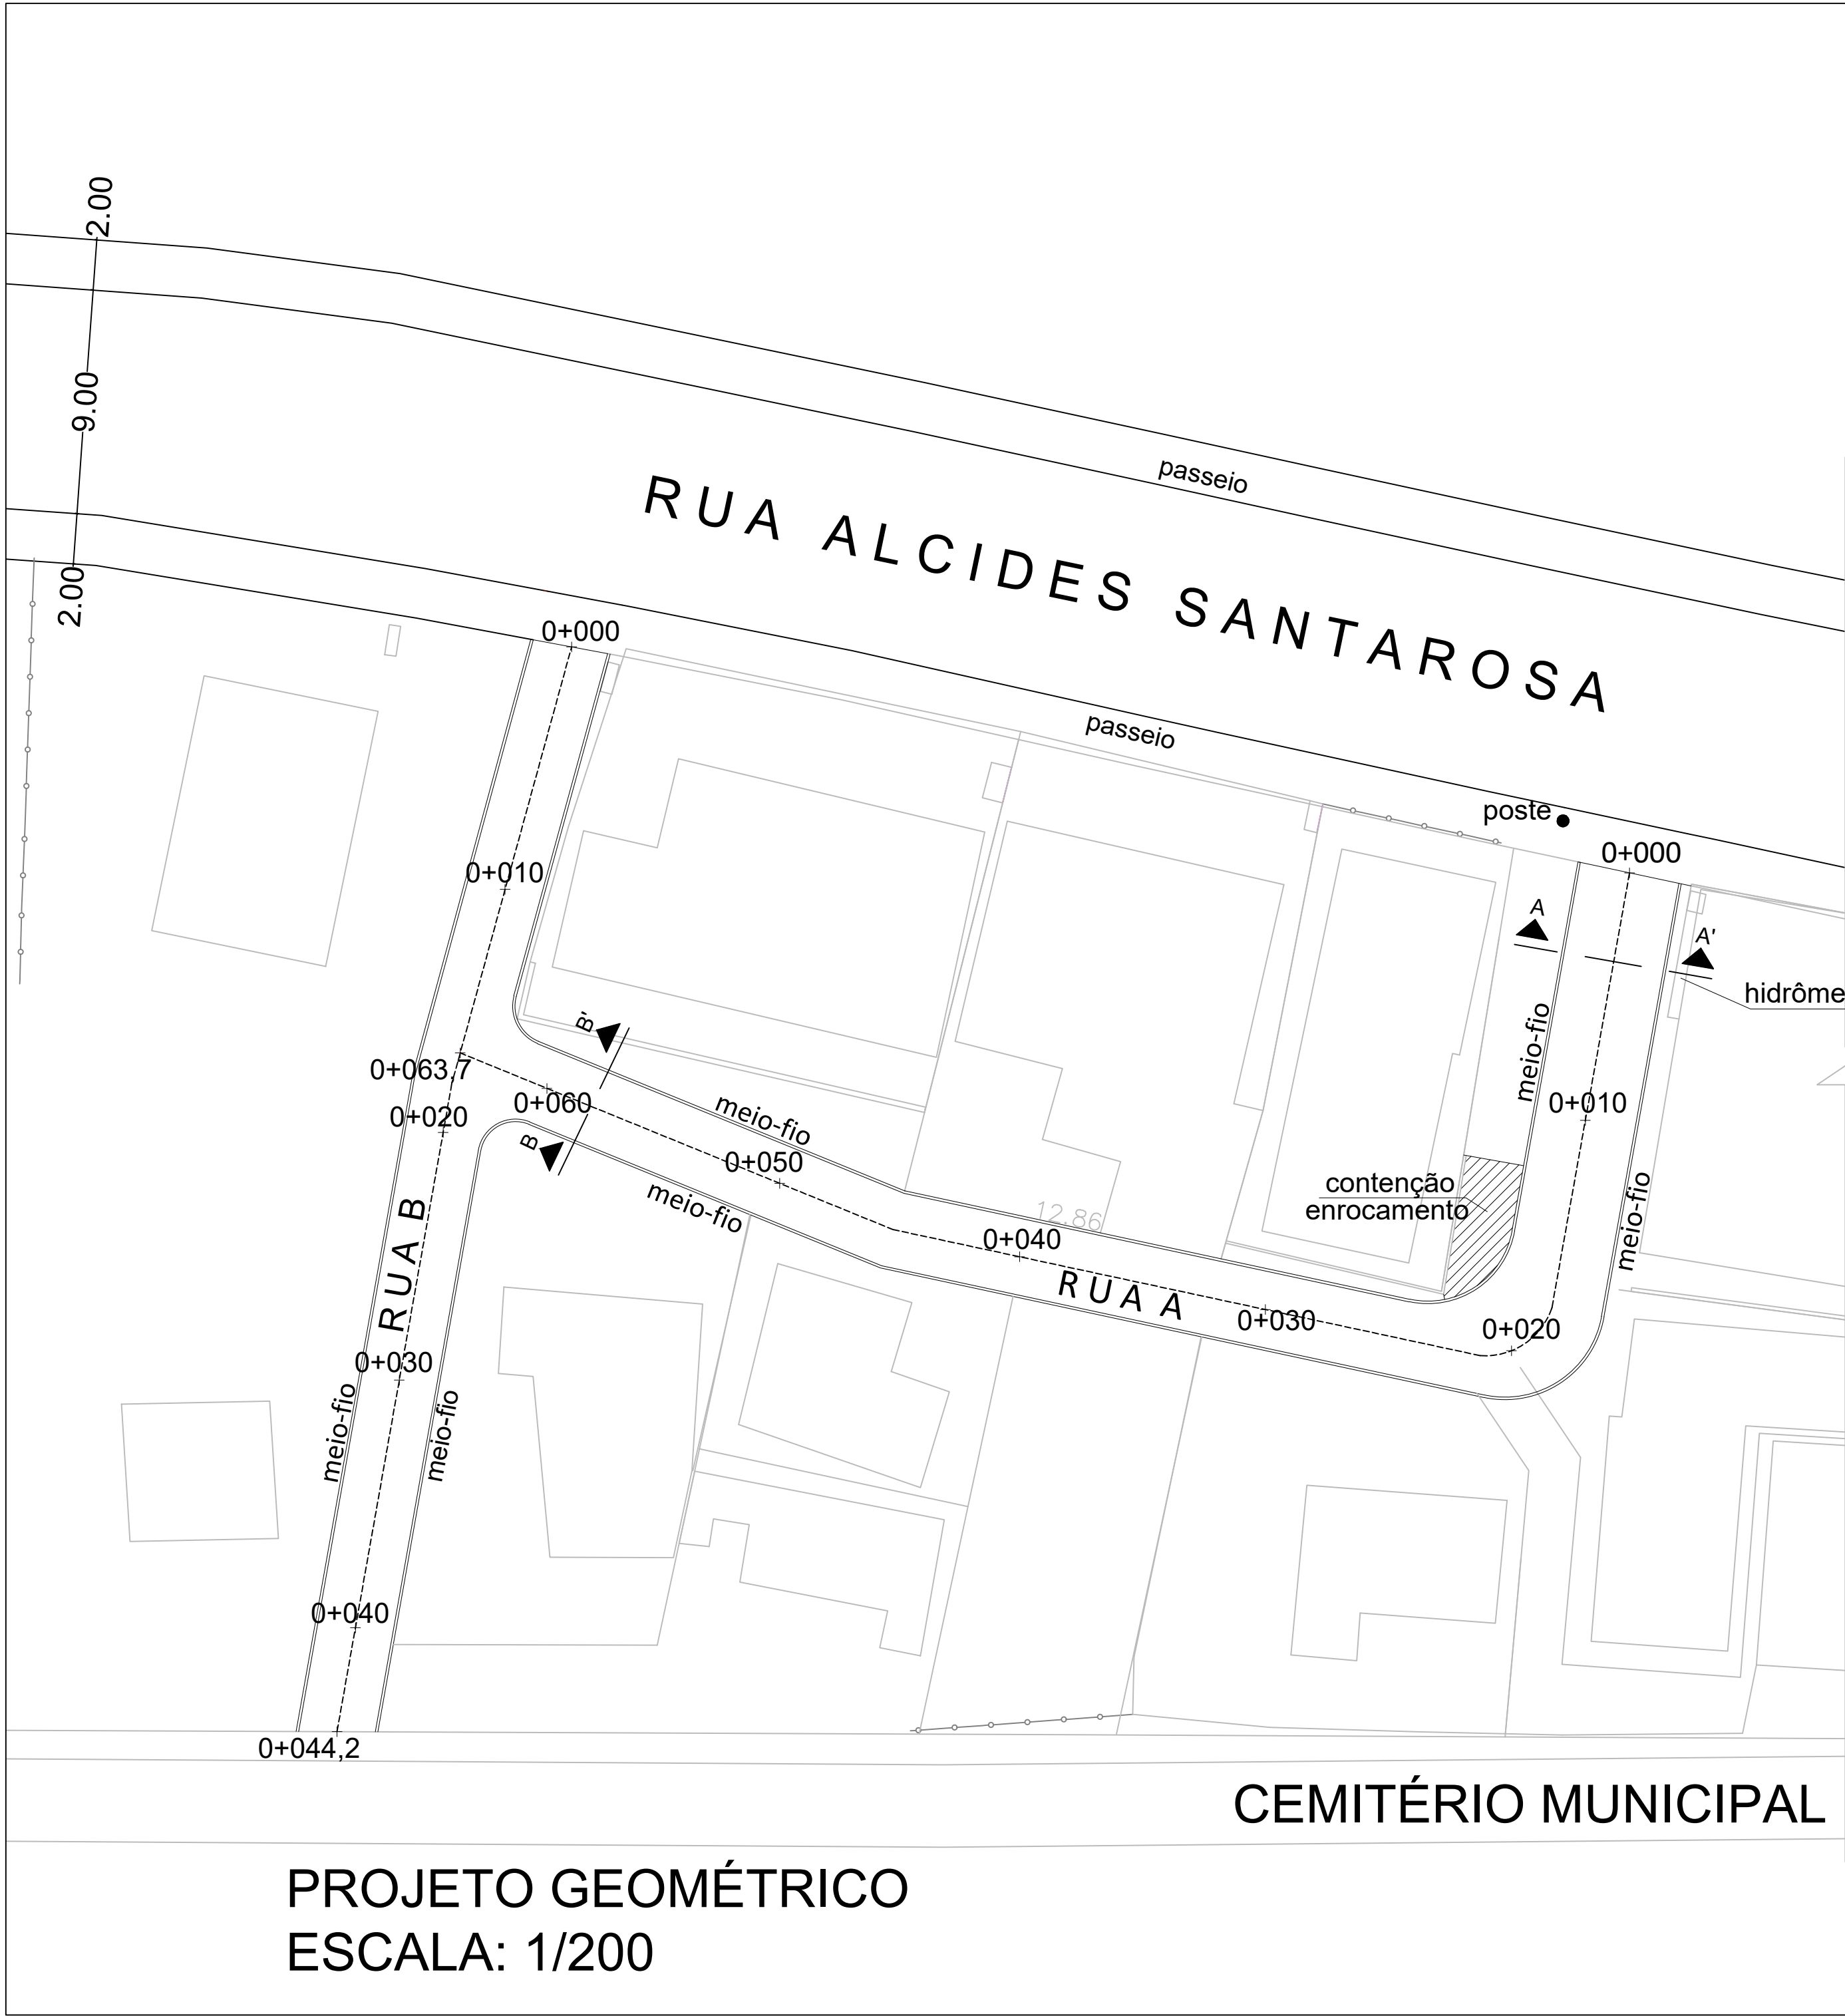 2.00
9.00
2.00
passeio
RUA ALCIDES SANTAROSA
0+000
passeio
poste
0+000
0+010
A
A'
hidrôme
meio-fio
B'
0+063,7
0+020
0+060
meio-fio
0+010
B
0+050
meio-fio
contenção
enrocamento
meio-fio
12.86
0+040
RUA B
RUA A
0+030
0+020
0+030
meio-fio
meio-fio
0+040
0+044,2
CEMITÉRIO MUNICIPAL
PROJETO GEOMÉTRICO
ESCALA: 1/200